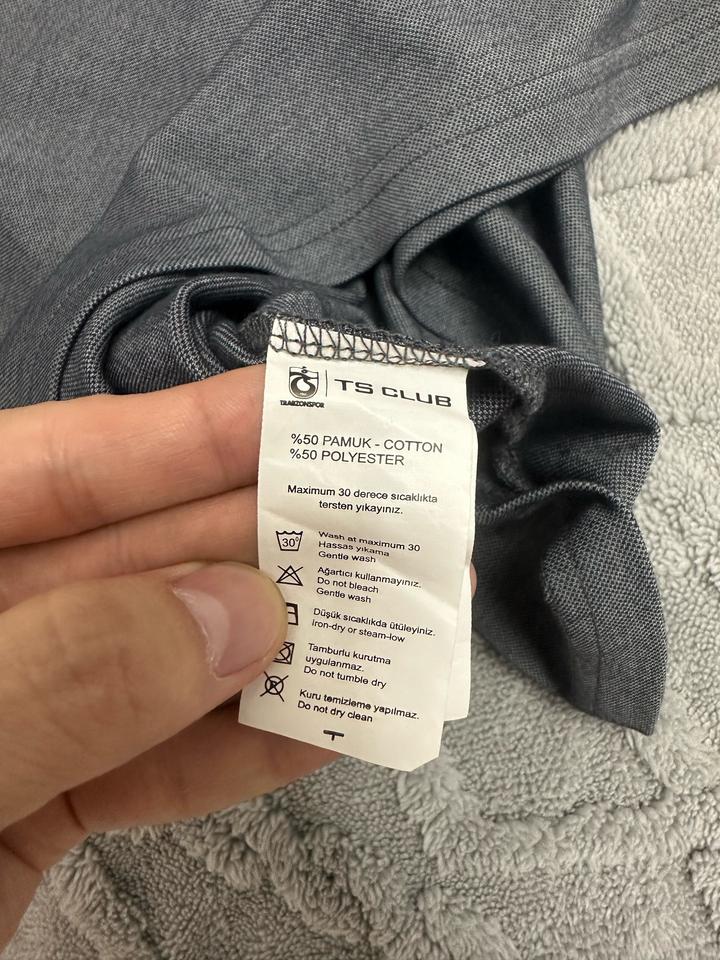 TS CLUB
TRABZONSPOR
%50 PAMUK - COTTON
%50 POLYESTER
Maximum 30 derece sıcaklıkta
tersten yıkayınız.
30°
Wash at maximum 30
Hassas yıkama
Gentle wash
Ağartıcı kullanmayınız.
Do not bleach
Gentle wash
Düşük sıcaklıkda ütüleyiniz.
Iron-dry or steam-low
Tamburlu kurutma
uygulanmaz.
Do not tumble dry
Kuru temizleme yapılmaz.
Do not dry clean